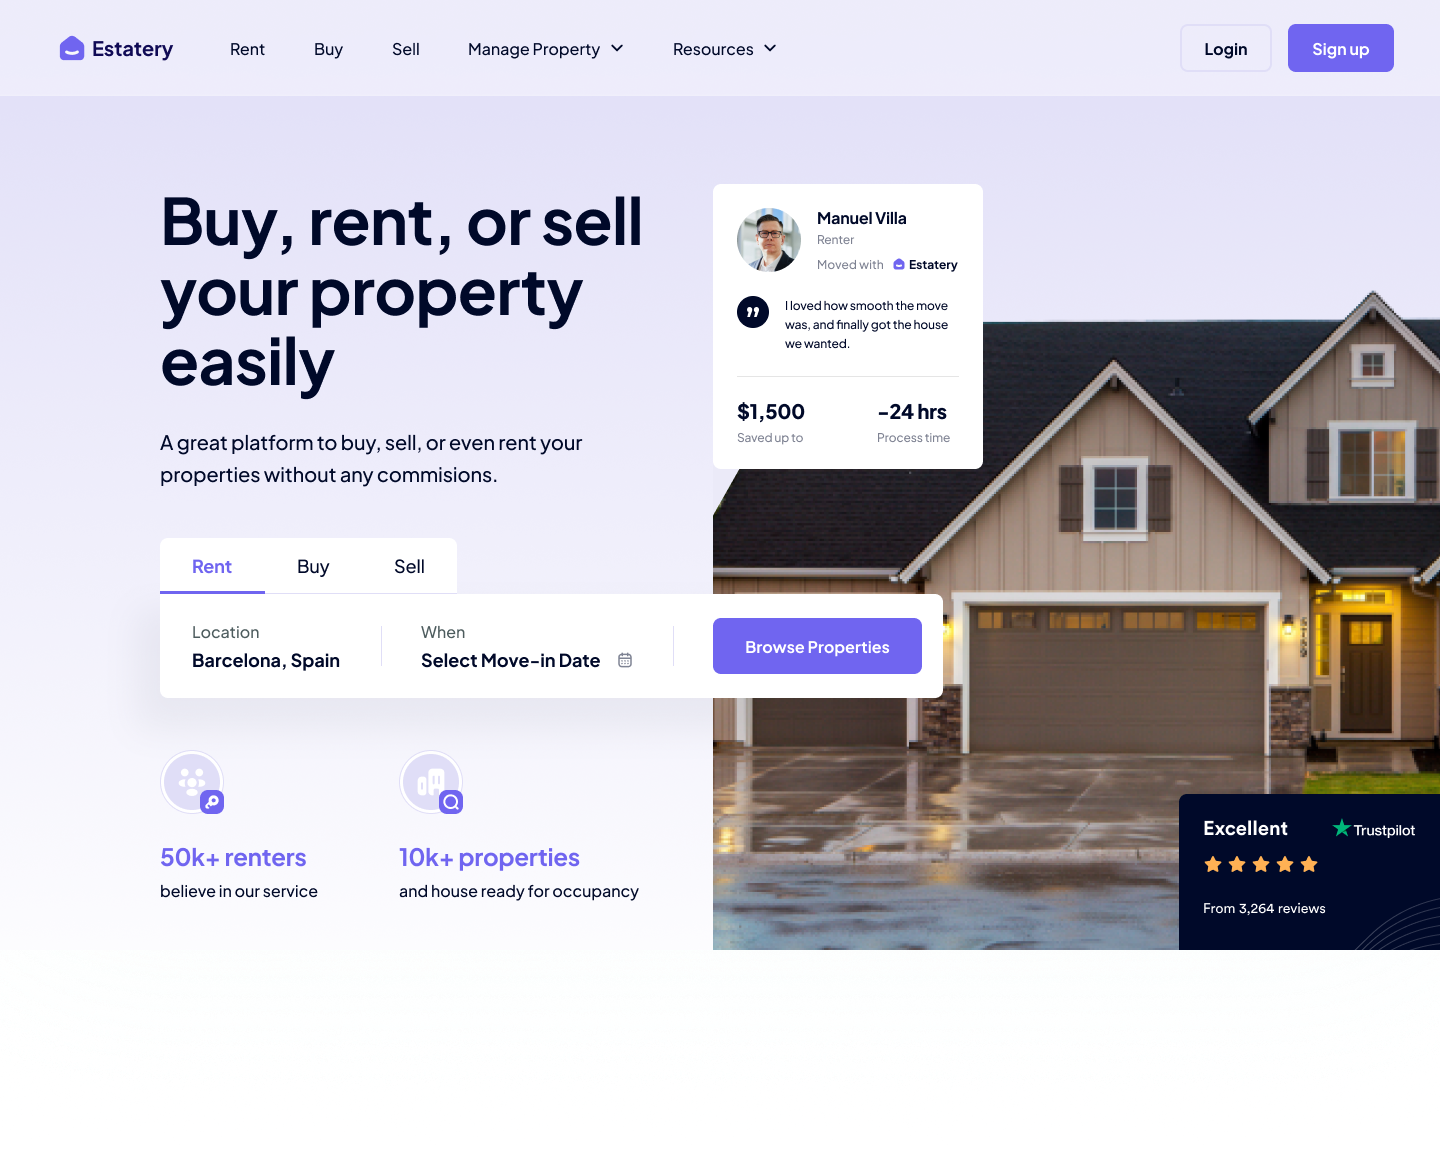 Estatery
Rent
Buy
Sell
Manage Property
Resources
Login
Sign up
Buy, rent, or sell
your property
easily
A great platform to buy, sell, or even rent your
properties without any commisions.
Manuel Villa
Renter
Moved with Estatery
”
I loved how smooth the move
was, and finally got the house
we wanted.
$1,500
Saved up to
-24 hrs
Process time
Rent
Buy
Sell
Location
Barcelona, Spain
When
Select Move-in Date
Browse Properties
50k+ renters
believe in our service
10k+ properties
and house ready for occupancy
Excellent
Trustpilot
From 3,264 reviews